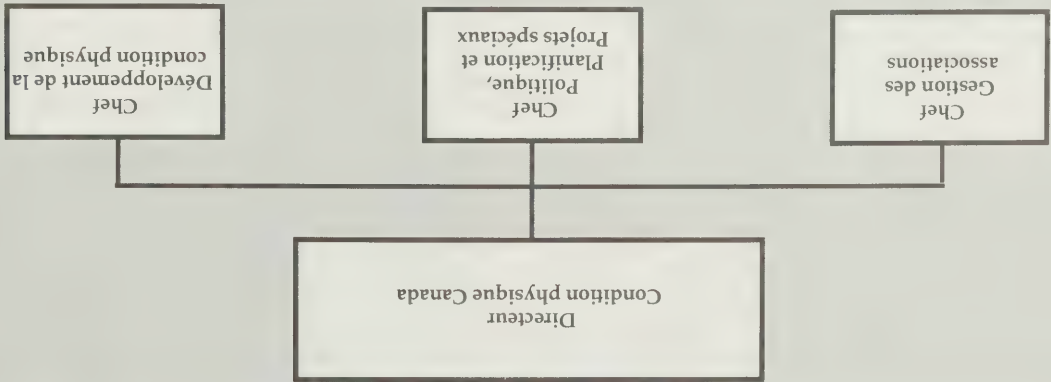 Directeur
Condition physique Canada
Chef
Gestion des
associations
Chef
Politique,
Planification et
Projets spéciaux
Chef
Développement de la
condition physique